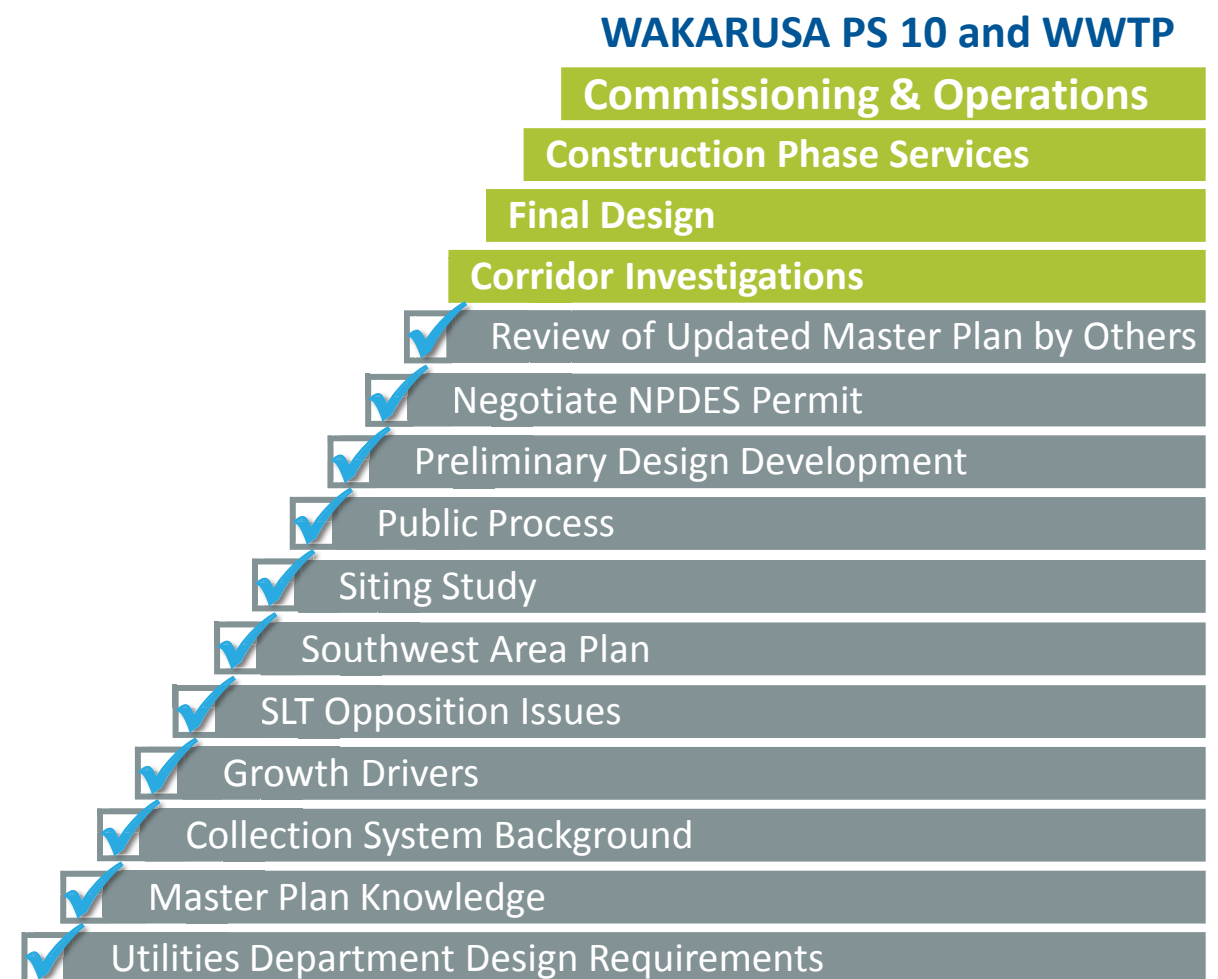 WAKARUSA PS 10 and WWTP
Commissioning & Operations
Construction Phase Services
Final Design
Corridor Investigations
Review of Updated Master Plan by Others
Negotiate NPDES Permit
Preliminary Design Development
Public Process
Siting Study
Southwest Area Plan
SLT Opposition Issues
Growth Drivers
Collection System Background
Master Plan Knowledge
Utilities Department Design Requirements